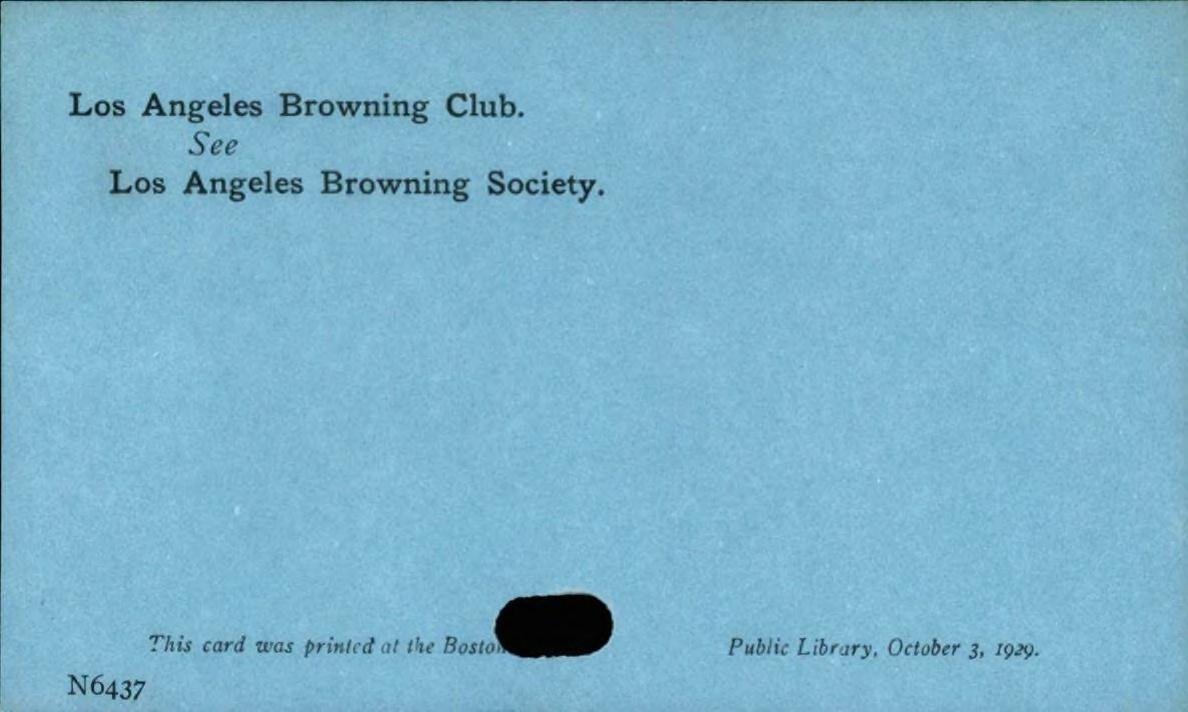 Los Angeles Browning Club.
See
Los Angeles Browning Society.
This card was printed at the Boston Public Library, October 3, 1929.
N6437